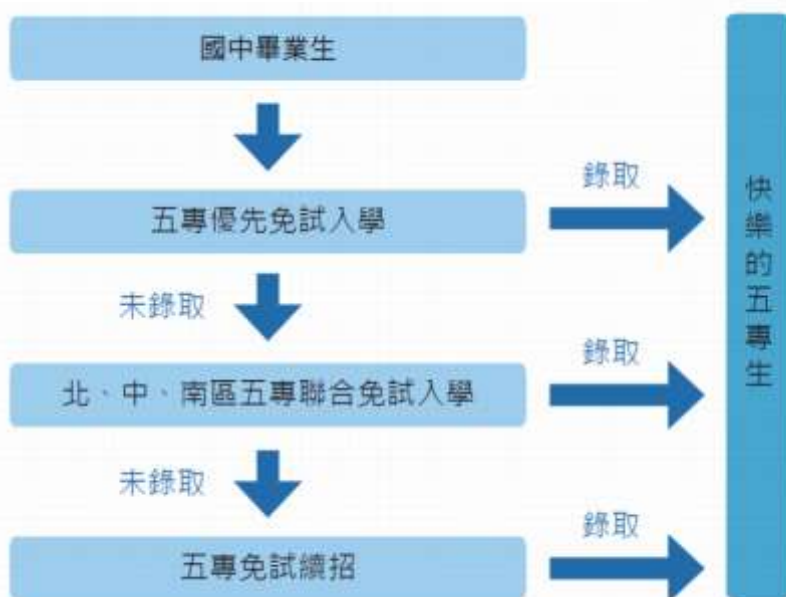 國中畢業生
錄取
五專優先免試入學
未錄取
錄取
北、中、南區五專聯合免試入學
未錄取
錄取
五專免試續招
快樂的五專生